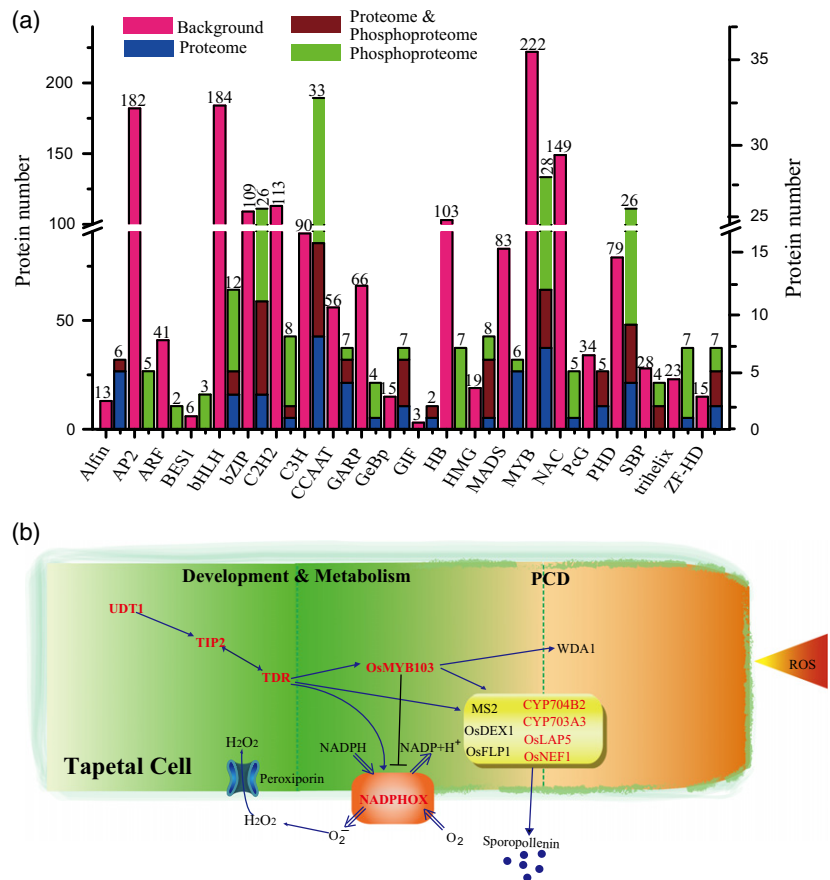 (a)
Background
Proteome
Proteome &
Phosphoproteome
Phosphoproteome
Protein number
200
150
100
50
0
Protein number
35
30
25
15
10
5
0
13 6 182 5 41 2 6 3 184 12 109 26 113 8 90 33 56 7 66 4 15 7 3 2 103 7 19 8 83 6 222 28 149 5 34 5 79 26 28 4 23 7 15 7
Alfin
AP2
ARF
BES1
bHLH
bZIP
C2H2
C3H
CCAAT
GARP
GeBp
GIF
HB
HMG
MADS
MYB
NAC
PcG
PHD
SBP
trihelix
ZF-HD
(b)
Development & Metabolism
PCD
UDT1
TIP2
TDR
OsMYB103
WDA1
ROS
MS2
CYP704B2
OsDEX1
CYP703A3
OsFLP1
OsLAP5
OsNEF1
H2O2
NADPH
NADP+H+
Tapetal Cell
Peroxiporin
NADPHOX
H2O2
O2−
O2
Sporopollenin